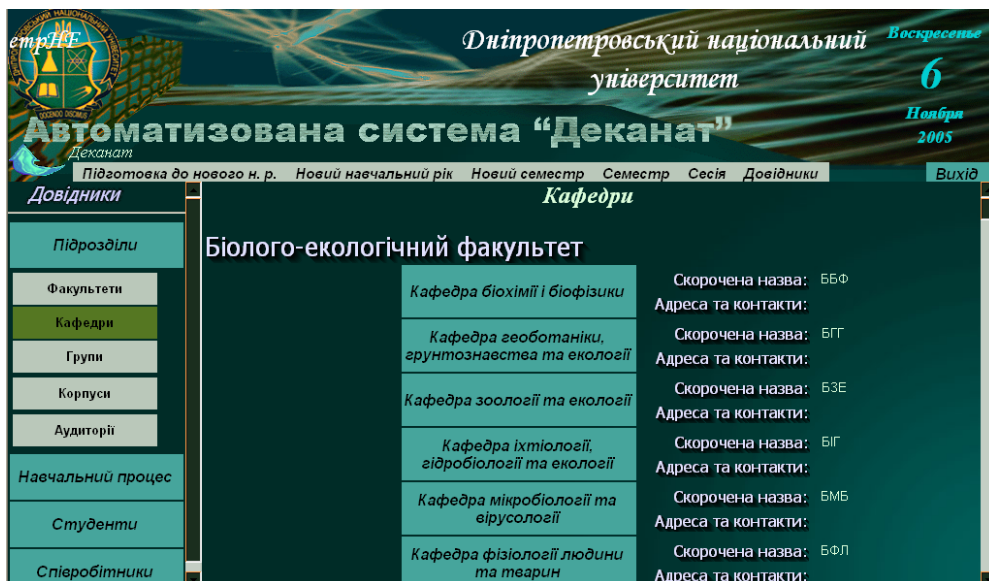 етрНЕ
Дніпропетровський національний
університет
Воскресенье
6
Ноября
2005
DOCENDO DISCIMUS
Автоматизована система “Деканат”
Деканат
Підготовка до нового н. р. Новий навчальний рік Новий семестр Семестр Сесія Довідники Вихід
Довідники
Підрозділи
Факультети
Кафедри
Групи
Корпуси
Аудиторії
Навчальний процес
Студенти
Співробітники
Кафедри
Біолого-екологічний факультет
Кафедра біохімії і біофізики
Скорочена назва: ББФ
Адреса та контакти:
Кафедра геоботаніки,
грунтознавства та екології
Скорочена назва: БГГ
Адреса та контакти:
Кафедра зоології та екології
Скорочена назва: БЗЕ
Адреса та контакти:
Кафедра іхтіології,
гідробіології та екології
Скорочена назва: БІГ
Адреса та контакти:
Кафедра мікробіології та
вірусології
Скорочена назва: БМБ
Адреса та контакти:
Кафедра фізіології людини
та тварин
Скорочена назва: БФЛ
Адреса та контакти: